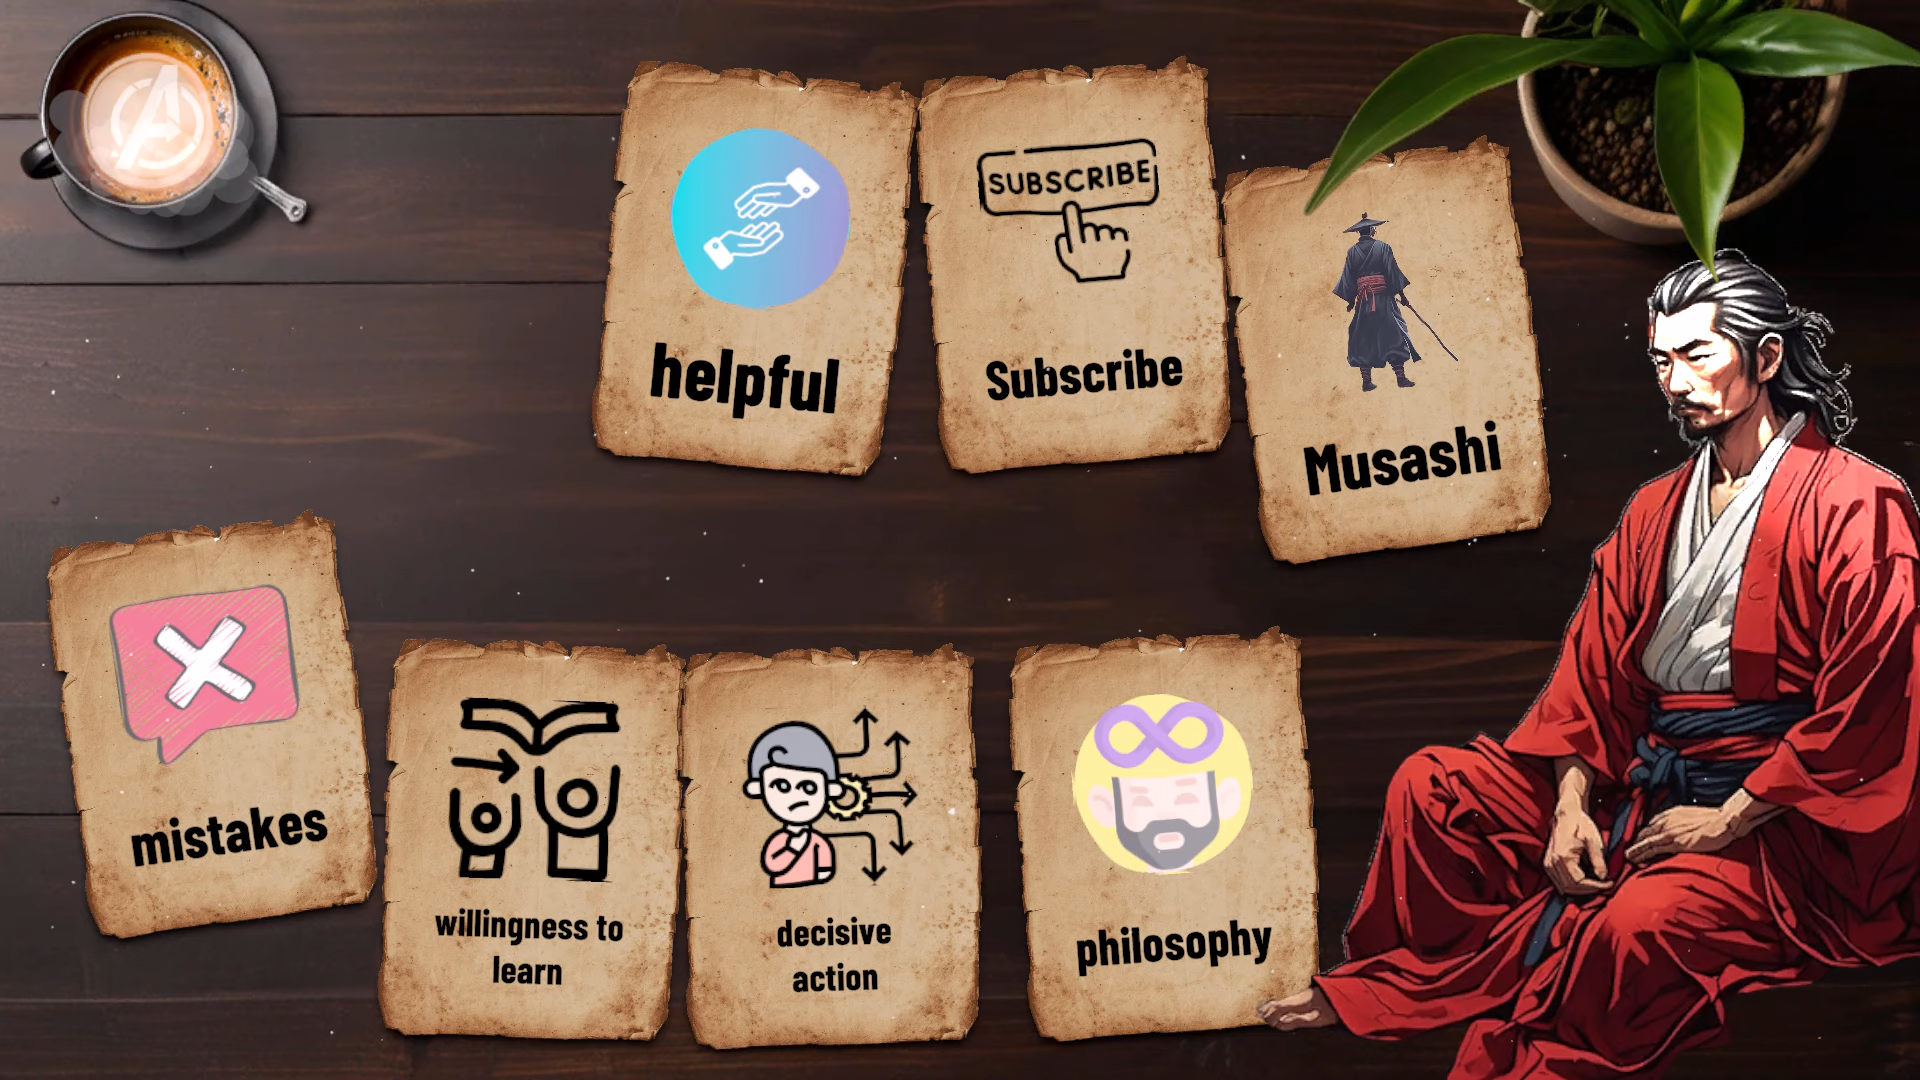 SUBSCRIBE
helpful
Subscribe
Musashi
mistakes
willingness to
learn
decisive
action
philosophy